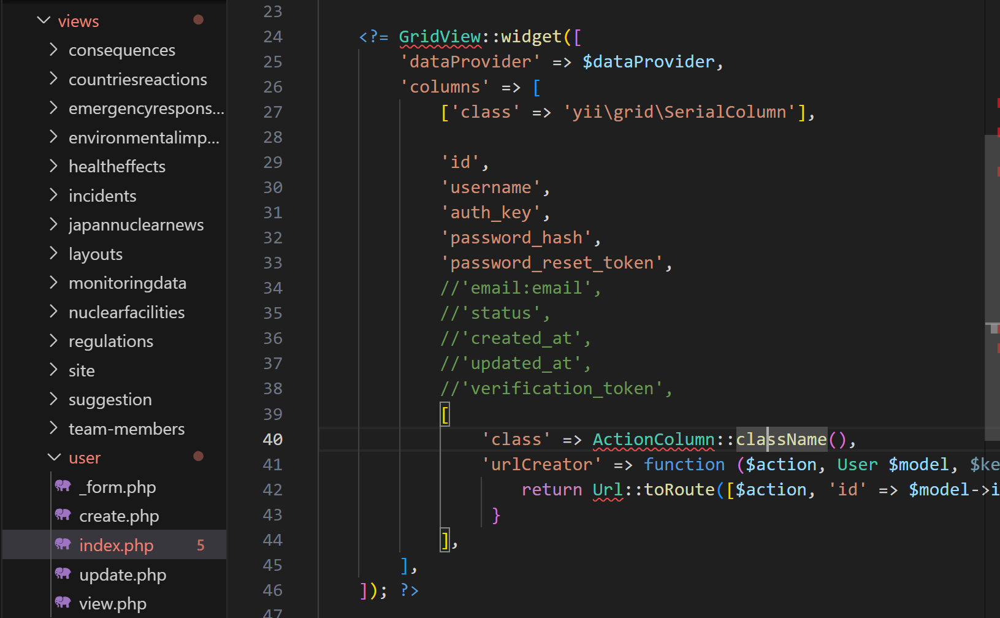 views
consequences
countriesreactions
emergencyrespons...
environmentalimp...
healtheffects
incidents
japannuclearnews
layouts
monitoringdata
nuclearfacilities
regulations
site
suggestion
team-members
user
_form.php
create.php
index.php 5
update.php
view.php
23
24 <?= GridView::widget([
25 'dataProvider' => $dataProvider,
26 'columns' => [
27 ['class' => 'yii\grid\SerialColumn'],
28
29 'id',
30 'username',
31 'auth_key',
32 'password_hash',
33 'password_reset_token',
34 //'email:email',
35 //'status',
36 //'created_at',
37 //'updated_at',
38 //'verification_token',
39 [
40 'class' => ActionColumn::className(),
41 'urlCreator' => function ($action, User $model, $ke
42 return Url::toRoute([$action, 'id' => $model->i
43 }
44 ],
45 ],
46 ]); ?>
47